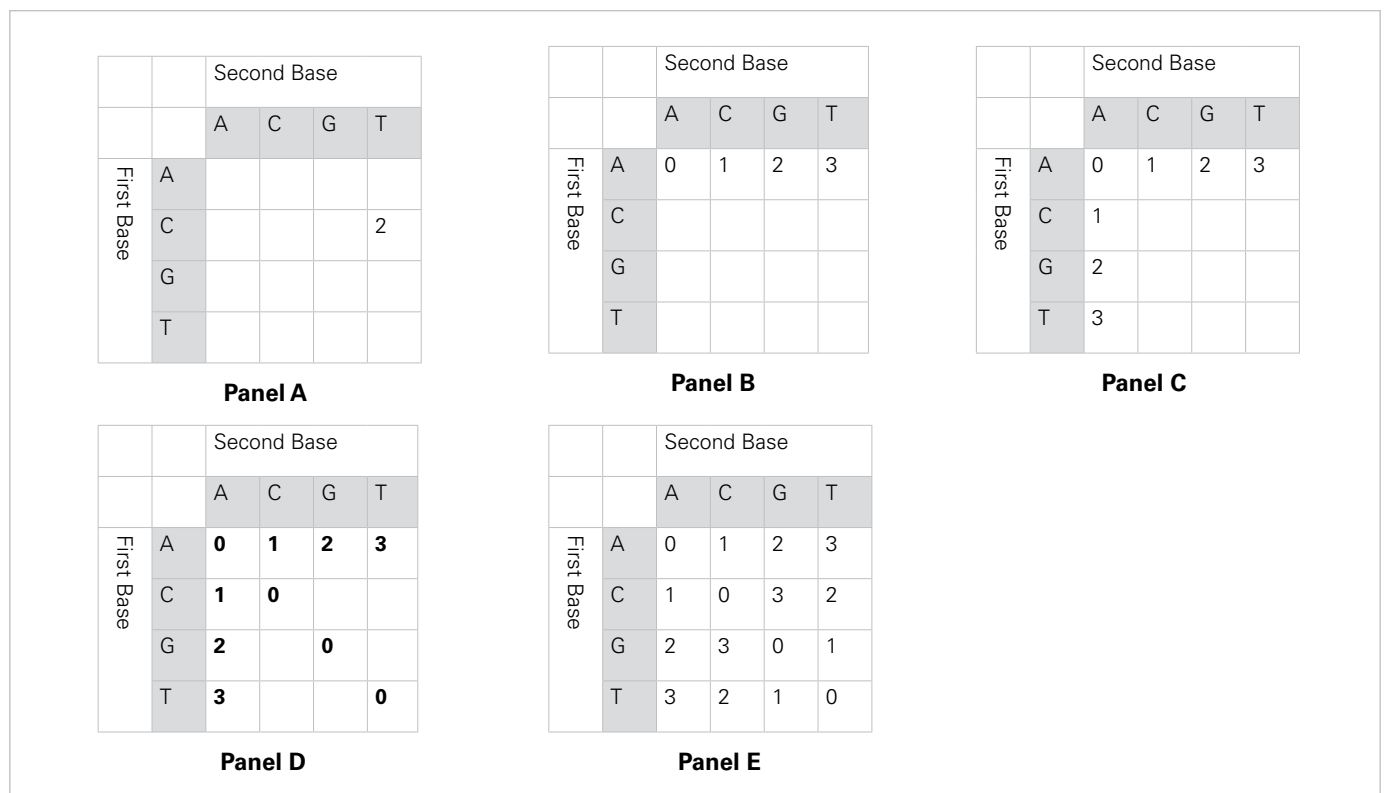 Second Base
A C G T
First Base
A
C 2
G
T
Panel A
Second Base
A C G T
First Base
A 0 1 2 3
C
G
T
Panel B
Second Base
A C G T
First Base
A 0 1 2 3
C 1
G 2
T 3
Panel C
Second Base
A C G T
First Base
A 0 1 2 3
C 1 0
G 2 0
T 3 0
Panel D
Second Base
A C G T
First Base
A 0 1 2 3
C 1 0 3 2
G 2 3 0 1
T 3 2 1 0
Panel E